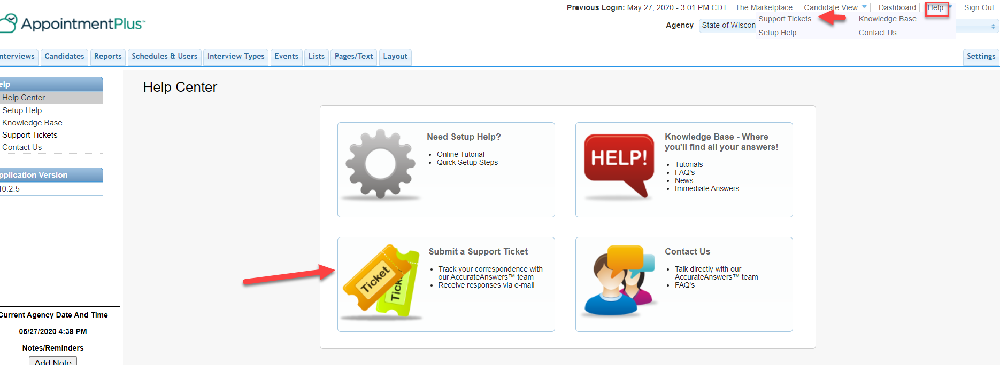 Previous Login: May 27, 2020 - 3:01 PM CDT The Marketplace Candidate View Dashboard Help Sign Out
AppointmentPlus™
Agency State of Wiscon
Support Tickets Knowledge Base
Setup Help Contact Us
nterviews Candidates Reports Schedules & Users Interview Types Events Lists Pages/Text Layout Settings
elp
Help Center
Setup Help
Knowledge Base
Support Tickets
Contact Us
pplication Version
10.2.5
Current Agency Date And Time
05/27/2020 4:38 PM
Notes/Reminders
Add Note
Help Center
Need Setup Help?
Online Tutorial
Quick Setup Steps
HELP!
Knowledge Base - Where
you'll find all your answers!
Tutorials
FAQ's
News
Immediate Answers
Ticket
Tick
Submit a Support Ticket
Track your correspondence with
our AccurateAnswers™ team
Receive responses via e-mail
Contact Us
Talk directly with our
AccurateAnswers™ team
FAQ's